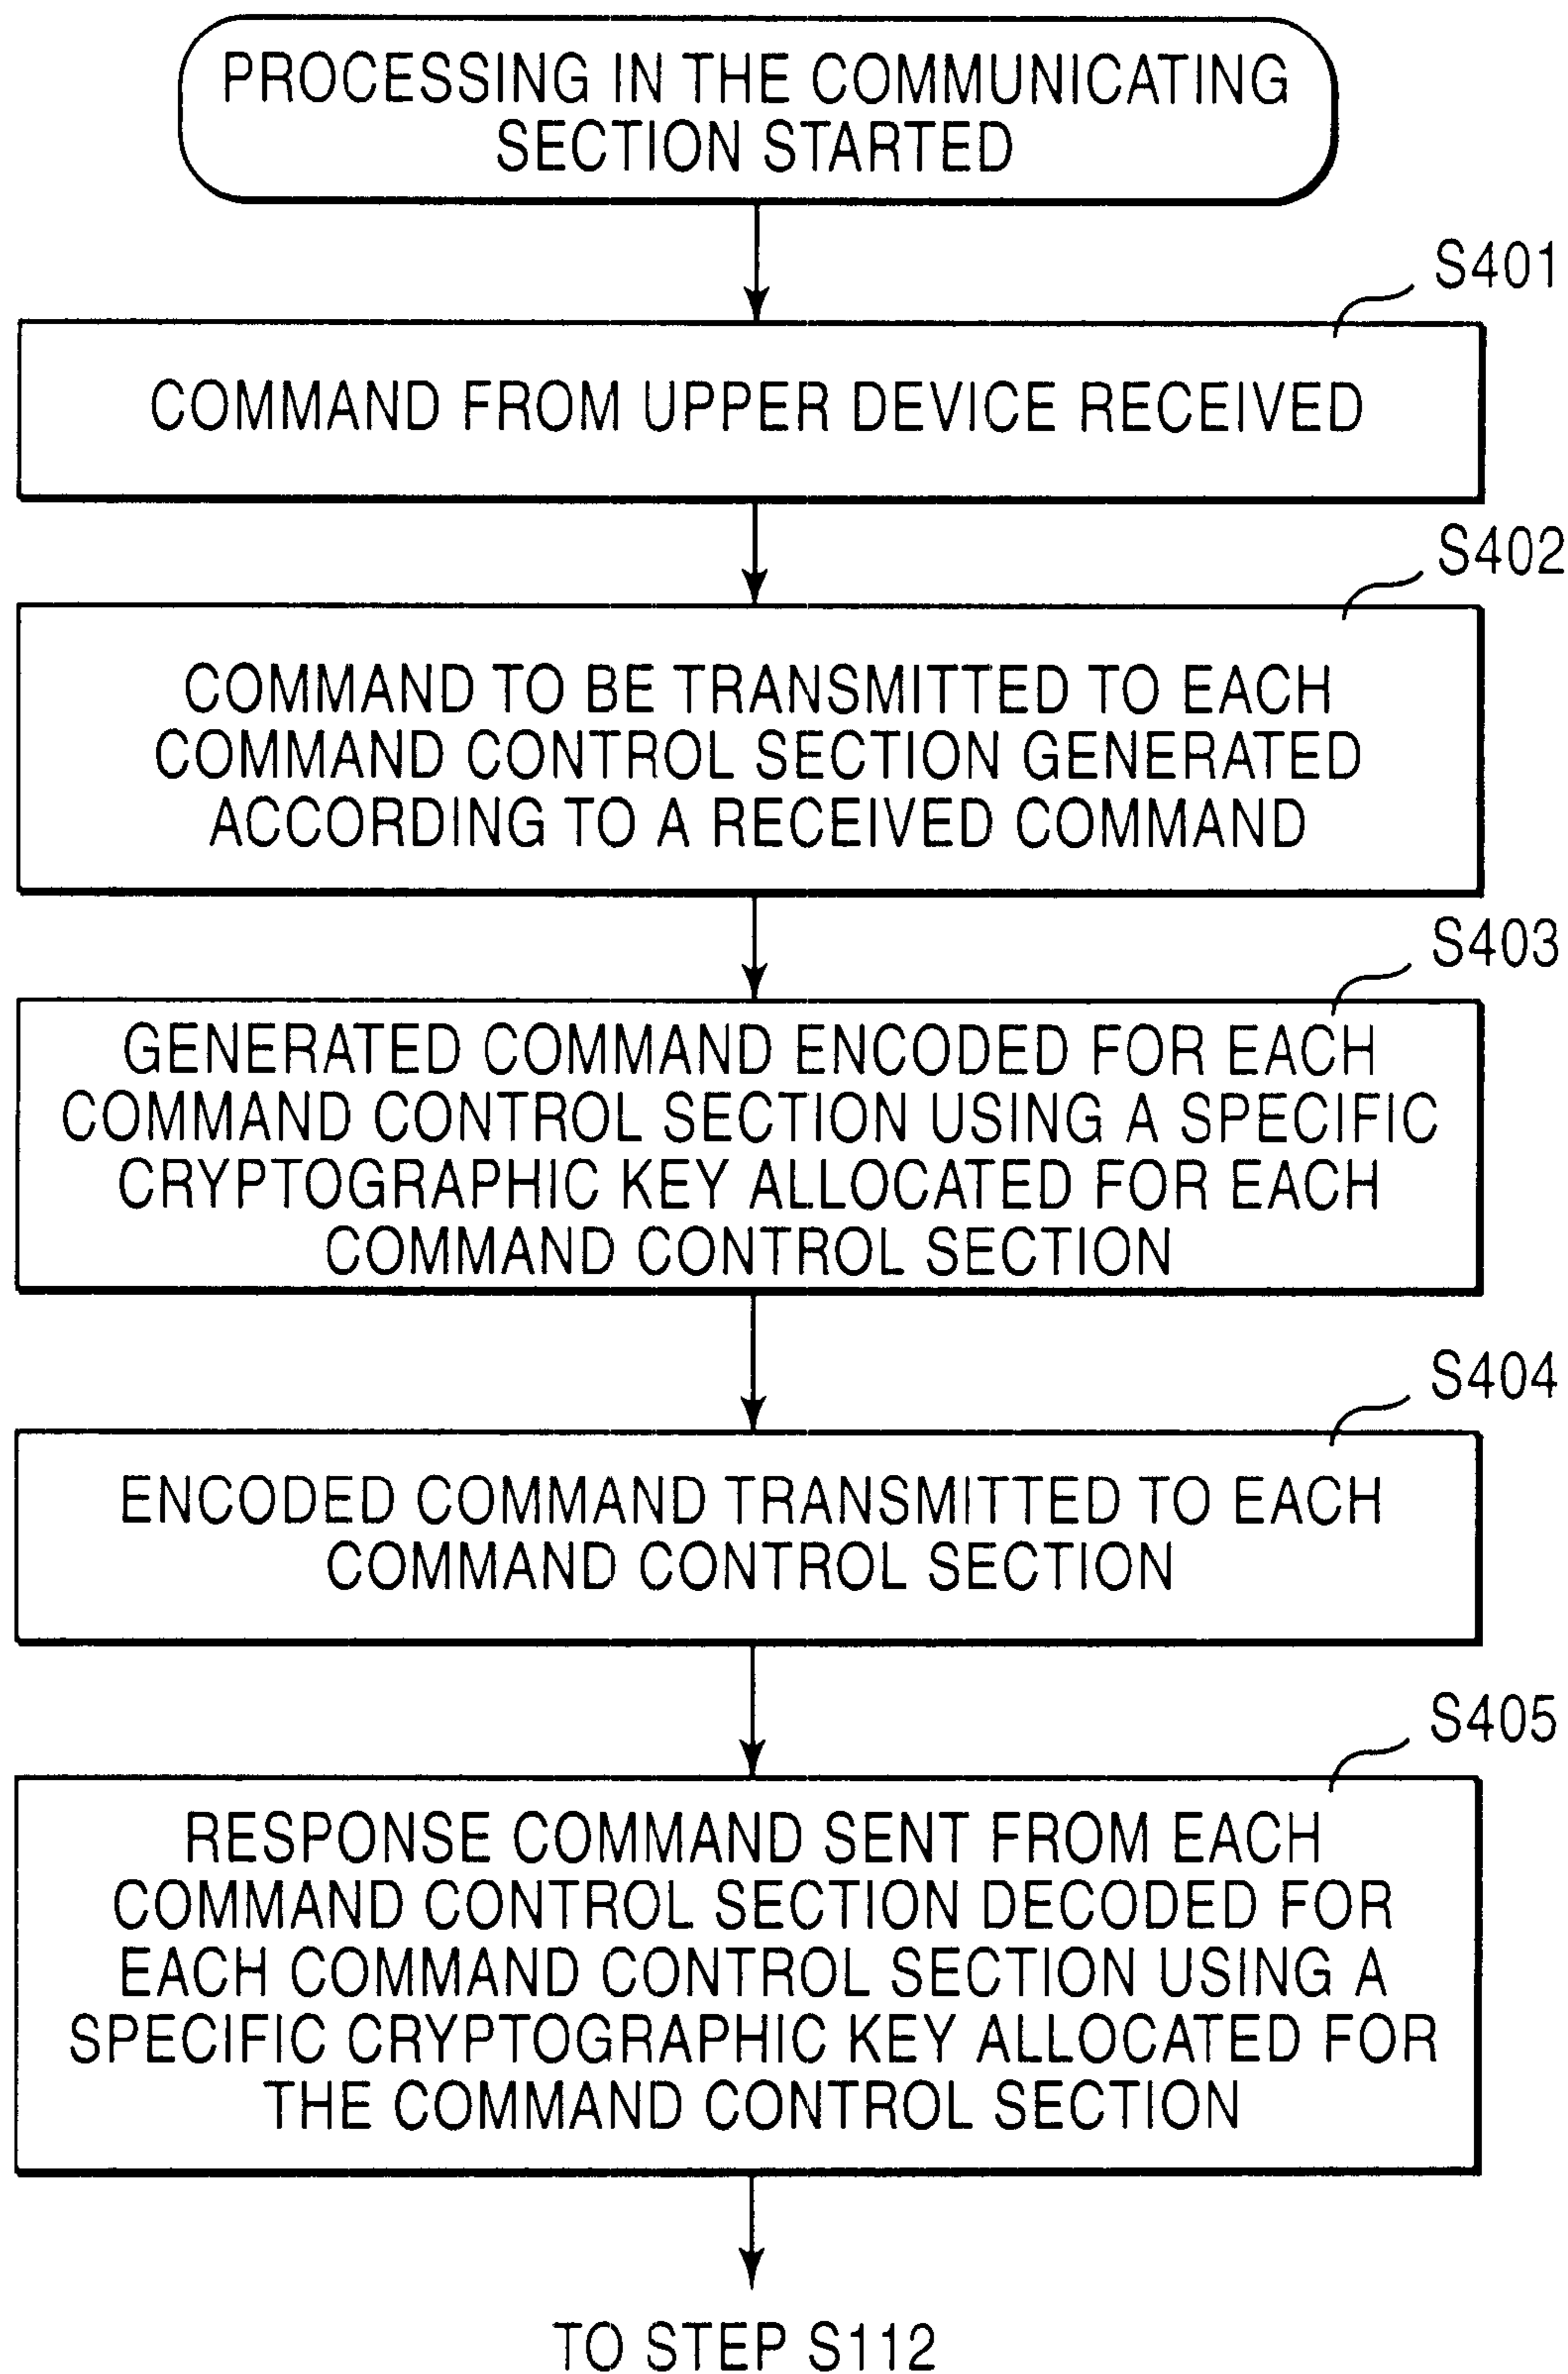 PROCESSING IN THE COMMUNICATING
SECTION STARTED
S401
COMMAND FROM UPPER DEVICE RECEIVED
S402
COMMAND TO BE TRANSMITTED TO EACH
COMMAND CONTROL SECTION GENERATED
ACCORDING TO A RECEIVED COMMAND
S403
GENERATED COMMAND ENCODED FOR EACH
COMMAND CONTROL SECTION USING A SPECIFIC
CRYPTOGRAPHIC KEY ALLOCATED FOR EACH
COMMAND CONTROL SECTION
S404
ENCODED COMMAND TRANSMITTED TO EACH
COMMAND CONTROL SECTION
S405
RESPONSE COMMAND SENT FROM EACH
COMMAND CONTROL SECTION DECODED FOR
EACH COMMAND CONTROL SECTION USING A
SPECIFIC CRYPTOGRAPHIC KEY ALLOCATED FOR
THE COMMAND CONTROL SECTION
TO STEP S112